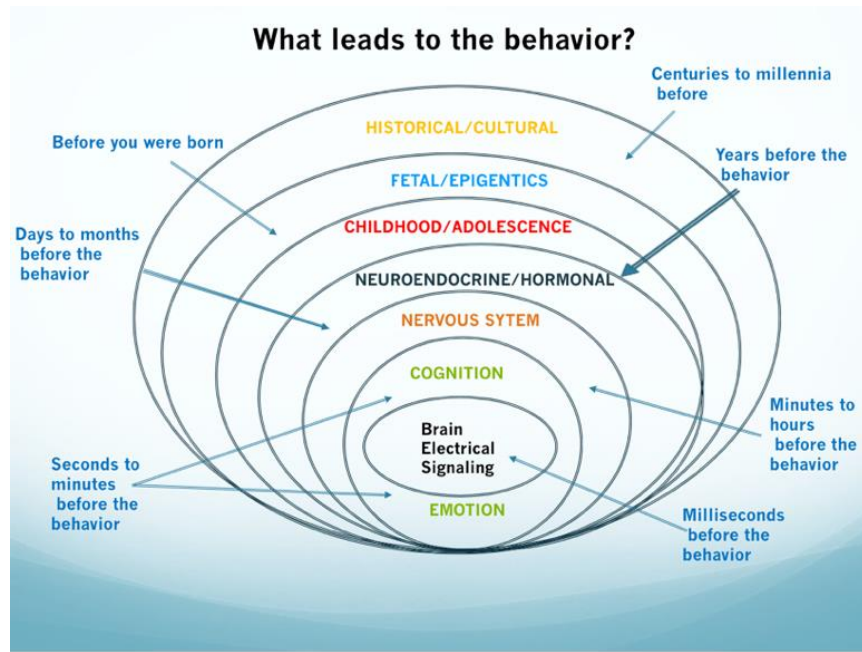 What leads to the behavior?
Centuries to millennia
before
HISTORICAL/CULTURAL
Before you were born
Years before the
behavior
FETAL/EPIGENTICS
CHILDHOOD/ADOLESCENCE
Days to months
before the
behavior
NEUROENDOCRINE/HORMONAL
NERVOUS SYTEM
COGNITION
Minutes to
hours
before the
behavior
Brain
Electrical
Signaling
Seconds to
minutes
before the
behavior
EMOTION
Milliseconds
before the
behavior